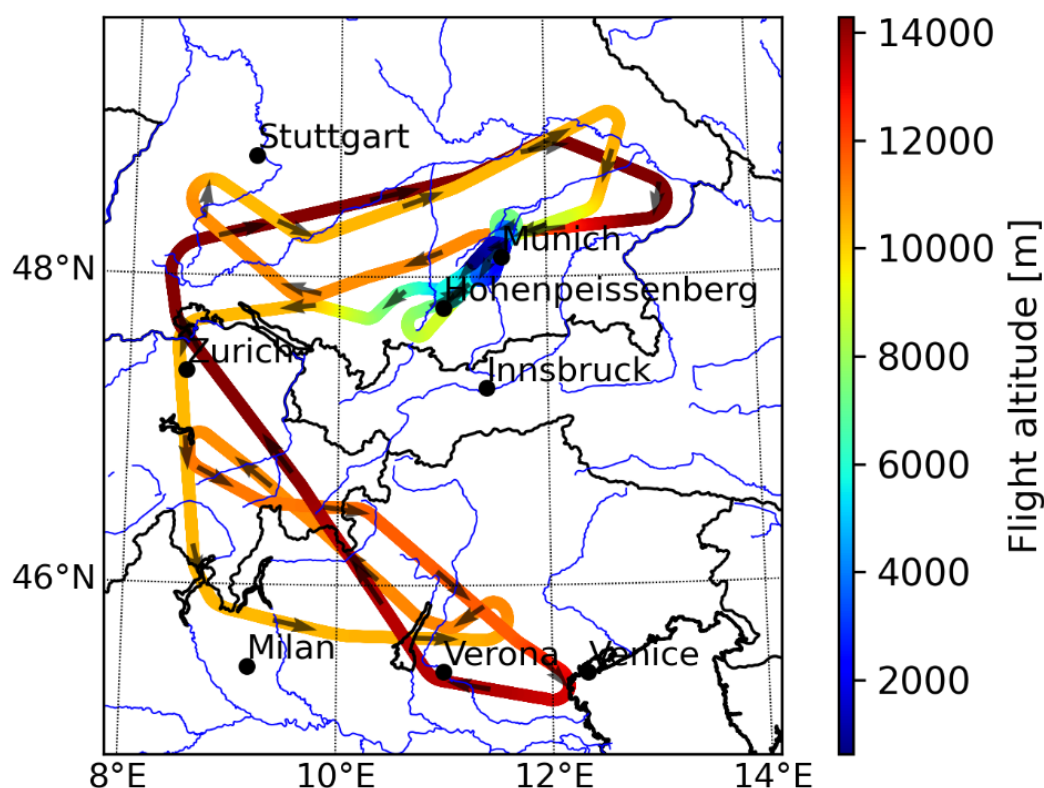 Stuttgart
Munich
Hohenpeissenberg
Zurich
Innsbruck
Milan
Verona
Venice
48°N
46°N
8°E
10°E
12°E
14°E
14000
12000
10000
8000
6000
4000
2000
Flight altitude [m]